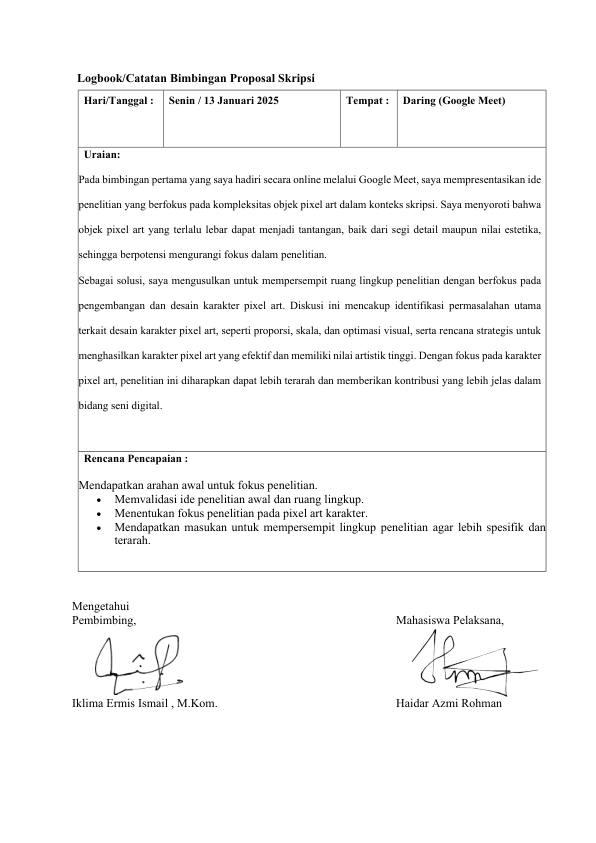 Logbook/Catatan Bimbingan Proposal Skripsi
Hari/Tanggal : Senin / 13 Januari 2025 Tempat : Daring (Google Meet)
Uraian:
Pada bimbingan pertama yang saya hadiri secara online melalui Google Meet, saya mempresentasikan ide
penelitian yang berfokus pada kompleksitas objek pixel art dalam konteks skripsi. Saya menyoroti bahwa
objek pixel art yang terlalu lebar dapat menjadi tantangan, baik dari segi detail maupun nilai estetika,
sehingga berpotensi mengurangi fokus dalam penelitian.
Sebagai solusi, saya mengusulkan untuk mempersempit ruang lingkup penelitian dengan berfokus pada
pengembangan dan desain karakter pixel art. Diskusi ini mencakup identifikasi permasalahan utama
terkait desain karakter pixel art, seperti proporsi, skala, dan optimasi visual, serta rencana strategis untuk
menghasilkan karakter pixel art yang efektif dan memiliki nilai artistik tinggi. Dengan fokus pada karakter
pixel art, penelitian ini diharapkan dapat lebih terarah dan memberikan kontribusi yang lebih jelas dalam
bidang seni digital.
Rencana Pencapaian :
Mendapatkan arahan awal untuk fokus penelitian.
• Memvalidasi ide penelitian awal dan ruang lingkup.
• Menentukan fokus penelitian pada pixel art karakter.
• Mendapatkan masukan untuk mempersempit lingkup penelitian agar lebih spesifik dan
terarah.
Mengetahui
Pembimbing,
Mahasiswa Pelaksana,
Iklima Ermis Ismail , M.Kom.
Haidar Azmi Rohman